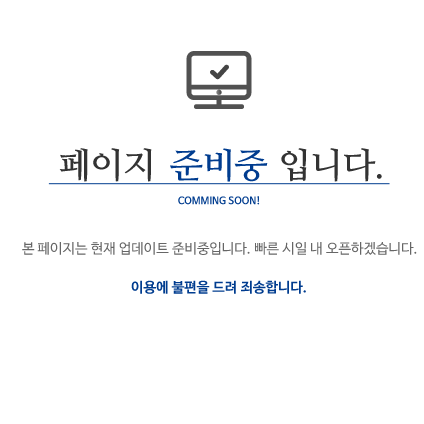 페이지 준비중 입니다.
COMMING SOON!
본 페이지는 현재 업데이트 준비중입니다. 빠른 시일 내 오픈하겠습니다.
이용에 불편을 드려 죄송합니다.